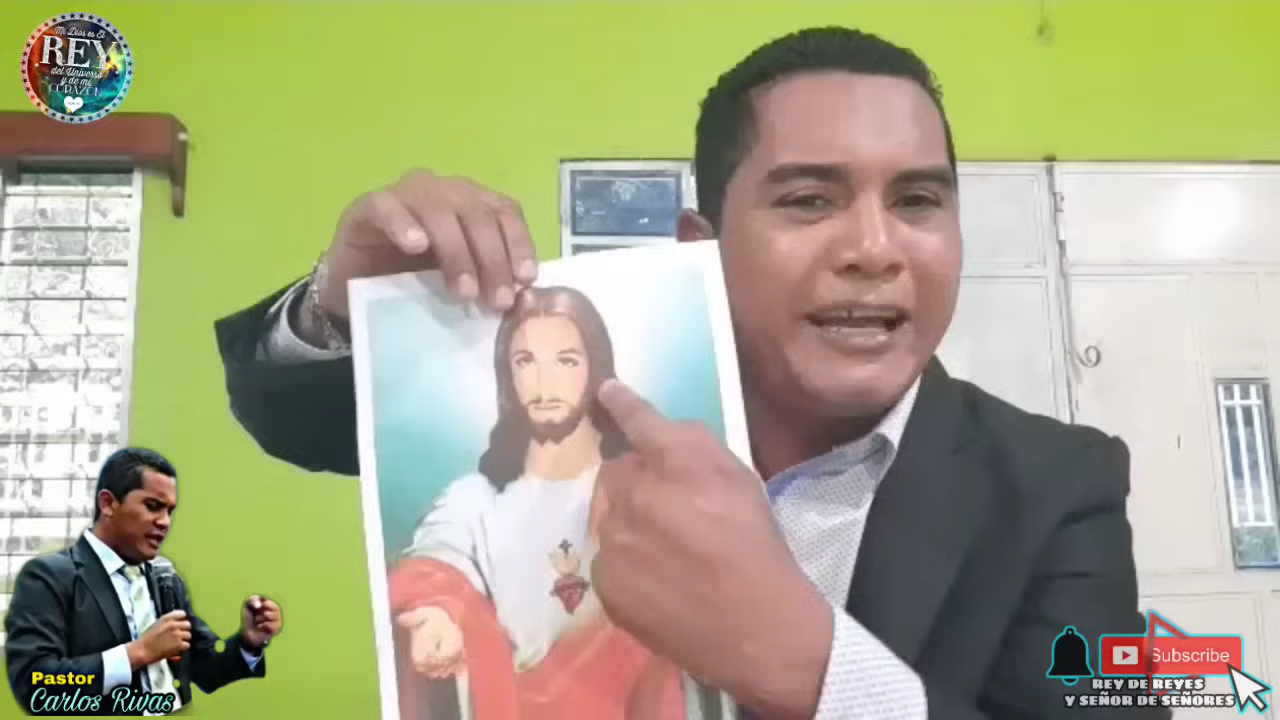 Mi Dios es El
REY
del Universo
y de mi
CORAZÓN
Pastor
Carlos Rivas
Subscribe
REY DE REYES
Y SEÑOR DE SEÑORES